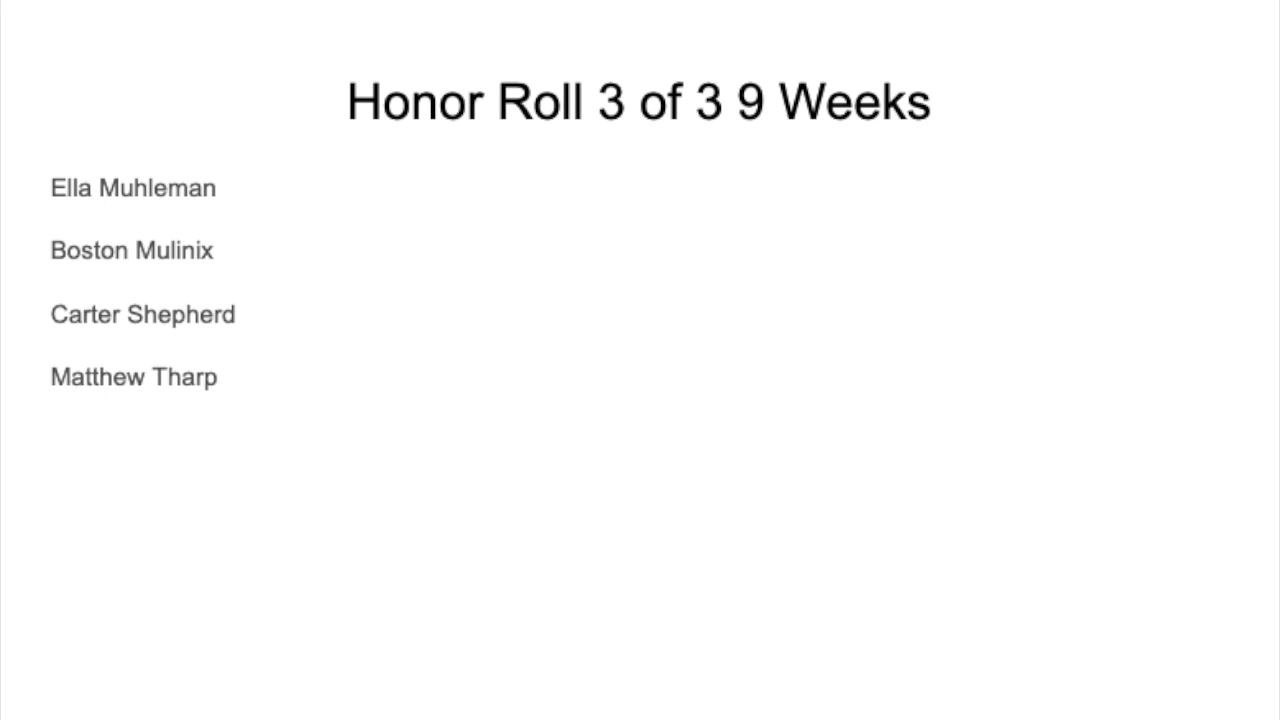 Honor Roll 3 of 3 9 Weeks
Ella Muhleman
Boston Mulinix
Carter Shepherd
Matthew Tharp